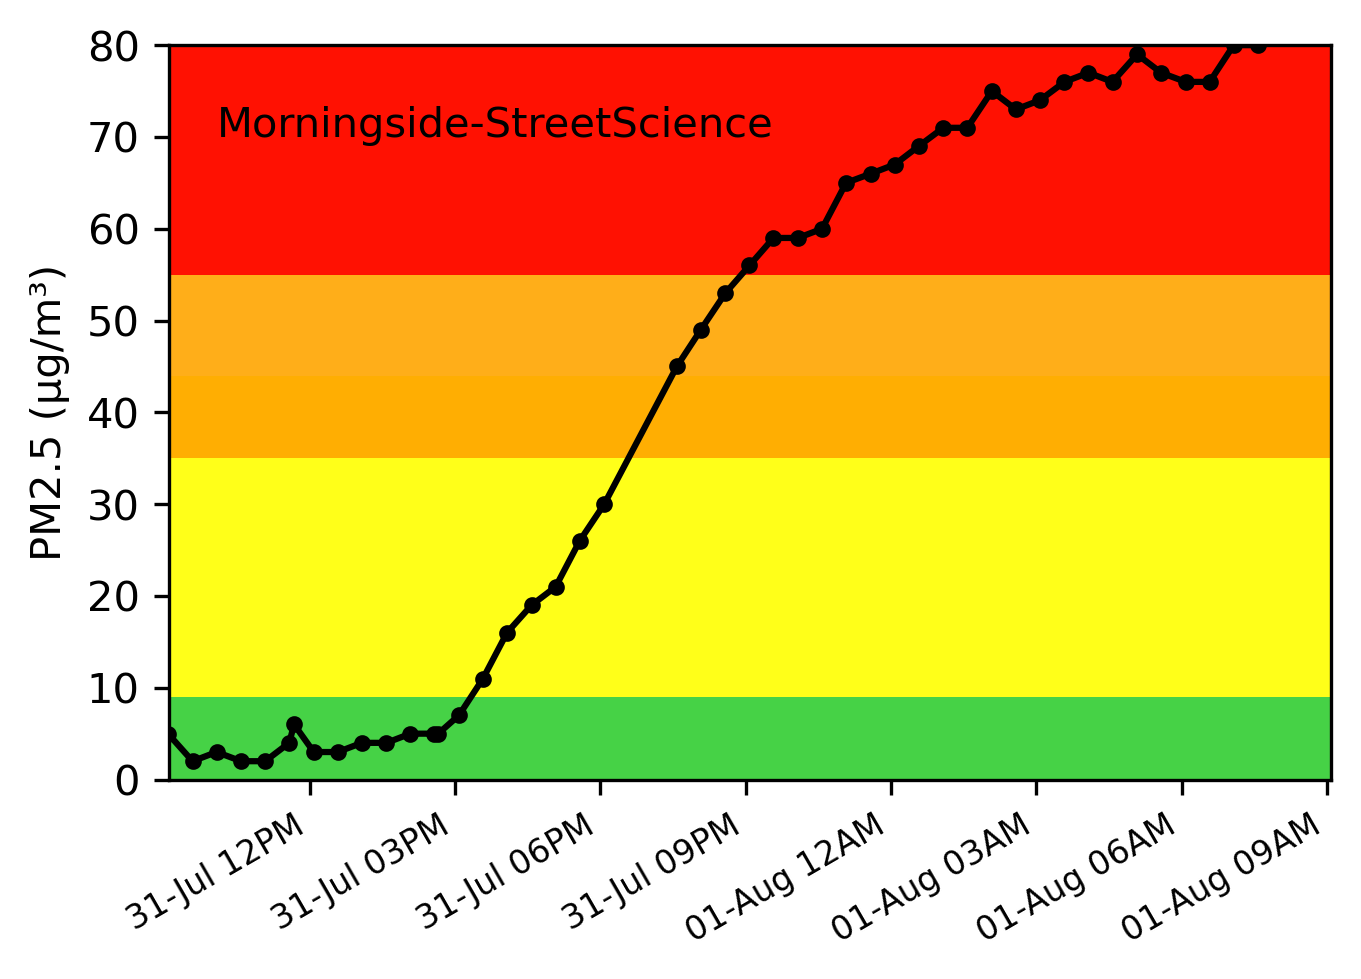 80
70
60
50
40
30
20
10
0
PM2.5 (µg/m³)
Morningside-StreetScience
31-Jul 12PM
31-Jul 03PM
31-Jul 06PM
31-Jul 09PM
01-Aug 12AM
01-Aug 03AM
01-Aug 06AM
01-Aug 09AM